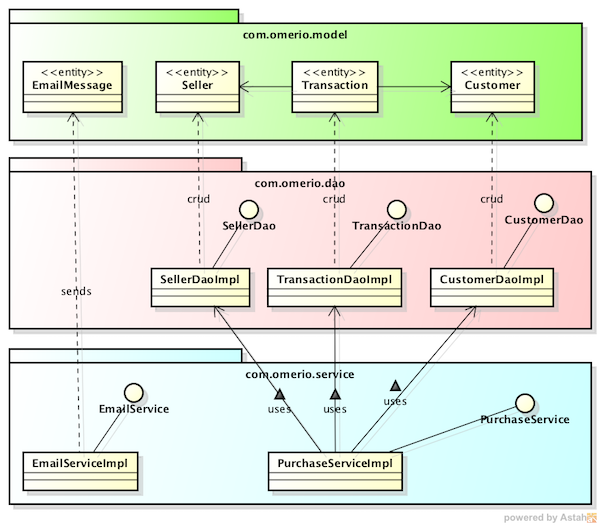 com.omerio.model
<<entity>>
EmailMessage
<<entity>>
Seller
<<entity>>
Transaction
<<entity>>
Customer
com.omerio.dao
crud
crud
crud
SellerDao
TransactionDao
CustomerDao
SellerDaoImpl
TransactionDaoImpl
CustomerDaoImpl
sends
com.omerio.service
uses
uses
uses
EmailService
PurchaseService
EmailServiceImpl
PurchaseServiceImpl
powered by Astah